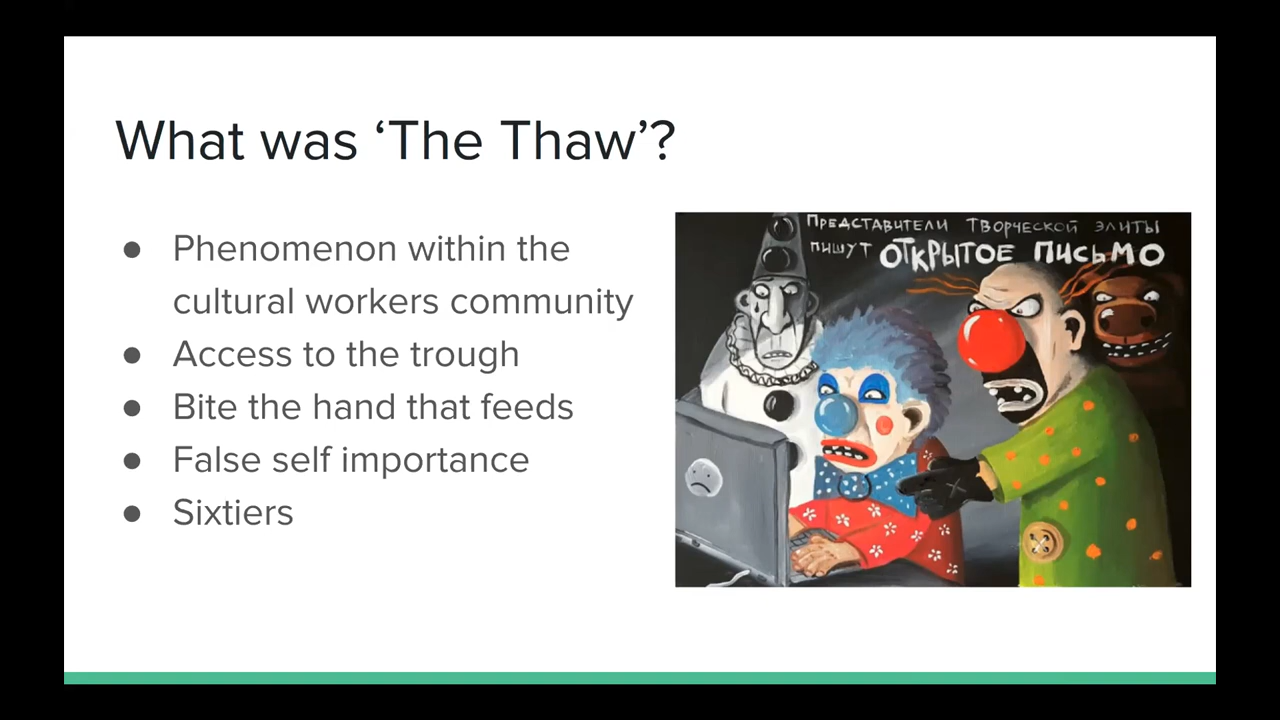 What was ‘The Thaw’?
● Phenomenon within the
cultural workers community
● Access to the trough
● Bite the hand that feeds
● False self importance
● Sixtiers
Представители творческой элиты
пишут ОТКРЫТОЕ ПИСЬМО